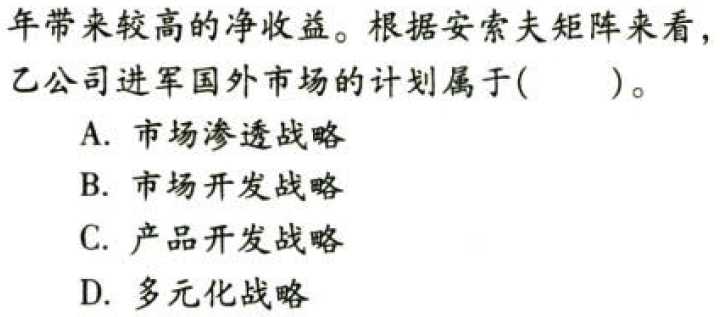 年带来较高的净收益。根据安索夫矩阵来看，
乙公司进军国外市场的计划属于(　　)。
A. 市场渗透战略
B. 市场开发战略
C. 产品开发战略
D. 多元化战略